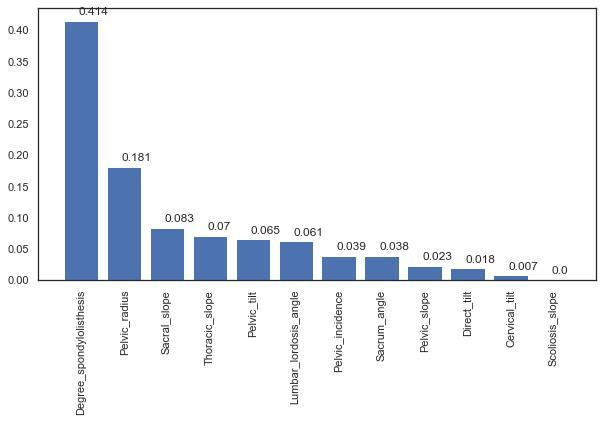 0.414
0.40
0.35
0.30
0.25
0.20
0.181
0.15
0.10
0.083
0.07
0.065
0.061
0.05
0.039
0.038
0.023
0.018
0.007
0.0
0.00
Degree_spondylolisthesis
Pelvic_radius
Sacral_slope
Thoracic_slope
Pelvic_tilt
Lumbar_lordosis_angle
Pelvic_incidence
Sacrum_angle
Pelvic_slope
Direct_tilt
Cervical_tilt
Scoliosis_slope